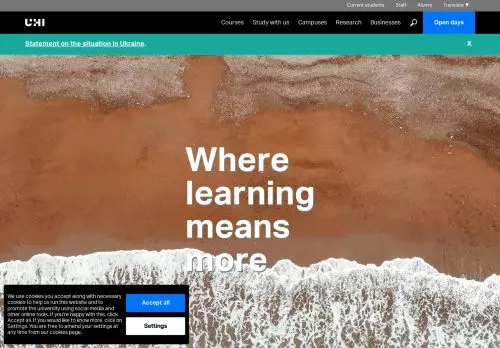 Current students Staff Alumni Translate ▼
UHI Courses Study with us Campuses Research Businesses Open days
Statement on the situation in Ukraine. X
Where
learning
means
more
We use cookies you accept along with necessary
cookies to help us run this website and to
promote the university using social media and
other online tools. If you're happy with this, click
Accept all. If you would like to know more, click on
Settings. You are free to amend your settings at
any time from our cookies page.
Accept all
Settings